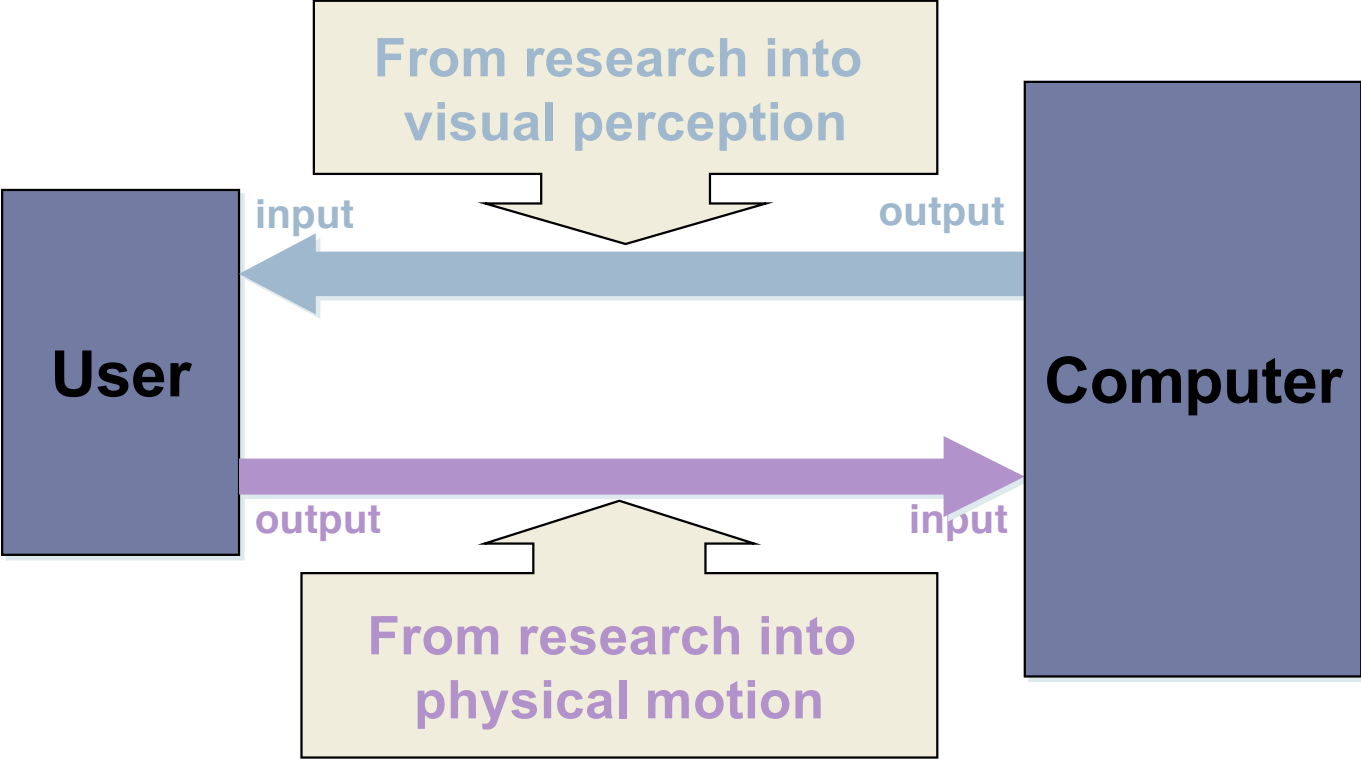 From research into
visual perception
input
output
User
Computer
output
input
From research into
physical motion